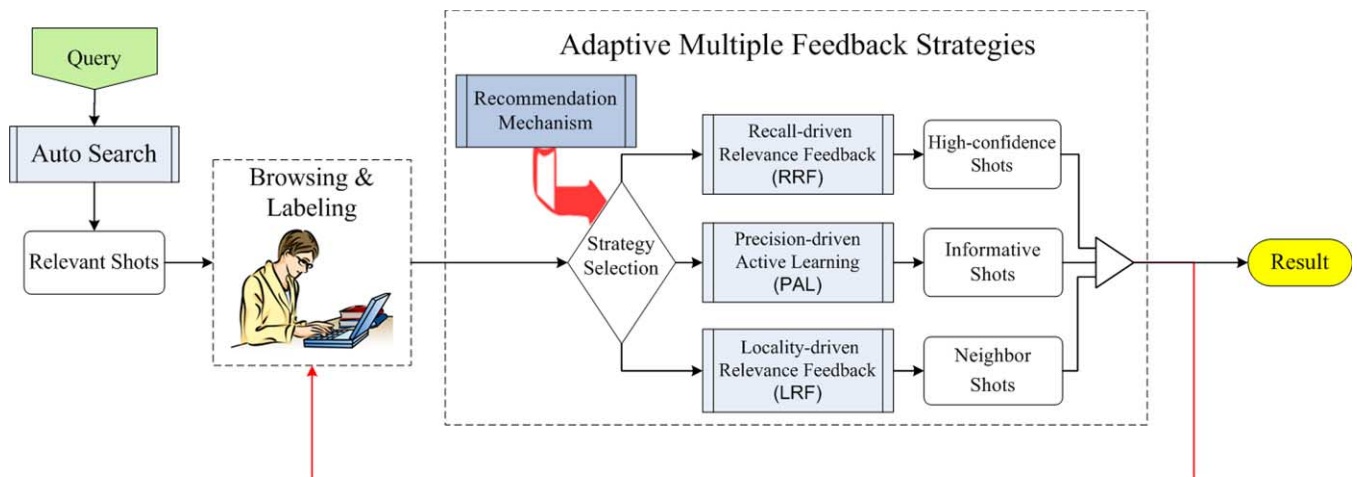 Query
Auto Search
Relevant Shots
Browsing &
Labeling
Adaptive Multiple Feedback Strategies
Recommendation
Mechanism
Strategy
Selection
Recall-driven
Relevance Feedback
(RRF)
High-confidence
Shots
Precision-driven
Active Learning
(PAL)
Informative
Shots
Locality-driven
Relevance Feedback
(LRF)
Neighbor
Shots
Result